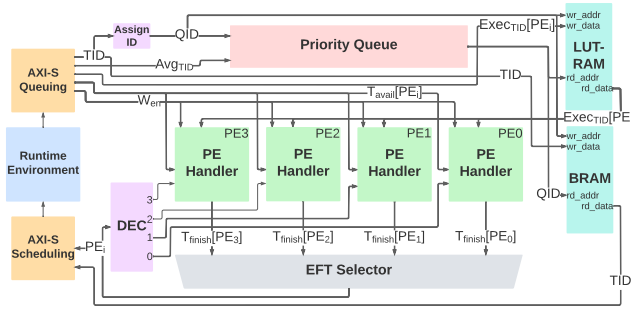 Assign
ID
QID
TID
Avg_TID
AXI-S
Queuing
Priority Queue
Exec_TID[PE_i]
wr_addr
wr_data
LUT-
RAM
rd_addr
rd_data
TID
T_avail[PE_i]
W_en
Exec_TID[PE
Runtime
Environment
PE3
PE
Handler
PE2
PE
Handler
PE1
PE
Handler
PE0
PE
Handler
wr_addr
wr_data
BRAM
QID
rd_addr
rd_data
DEC
3
2
1
0
AXI-S
Scheduling
PE_i
T_finish[PE_3]
T_finish[PE_2]
T_finish[PE_1]
T_finish[PE_0]
EFT Selector
TID